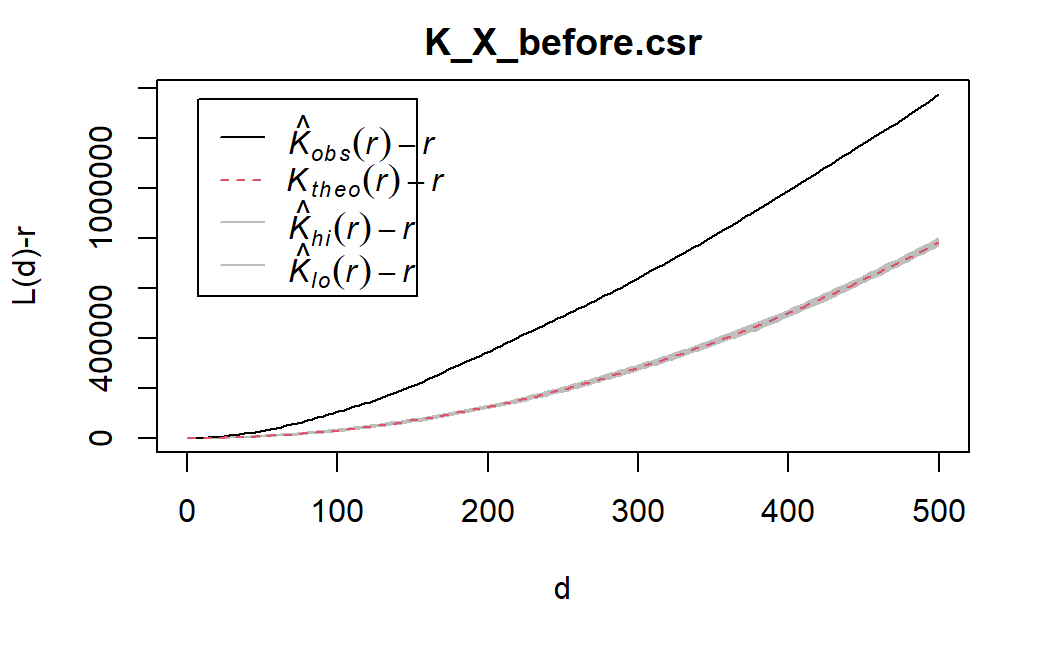 K_X_before.csr
K̂obs(r) − r
Ktheo(r) − r
K̂hi(r) − r
K̂lo(r) − r
L(d)-r
1000000
400000
0
0 100 200 300 400 500
d